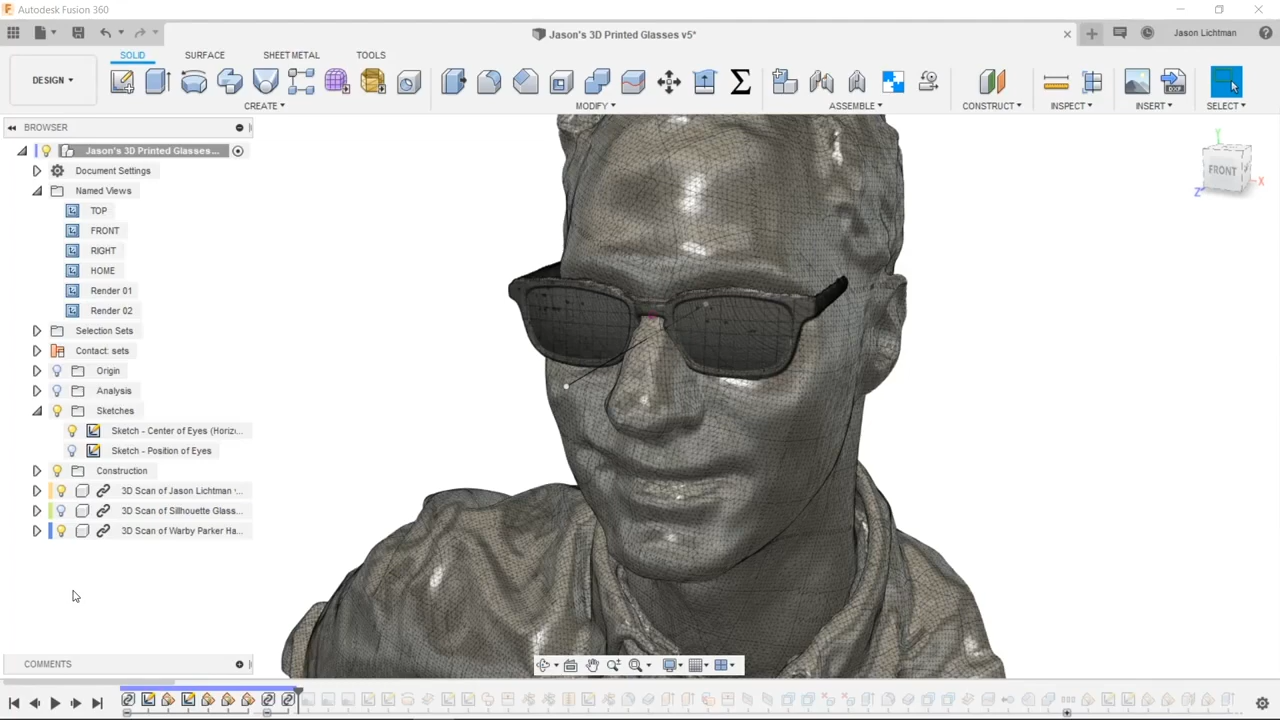 Autodesk Fusion 360
Jason's 3D Printed Glasses v5*
Jason Lichtman
DESIGN
SOLID
SURFACE
SHEET METAL
TOOLS
CREATE
MODIFY
ASSEMBLE
CONSTRUCT
INSPECT
INSERT
SELECT
BROWSER
Jason's 3D Printed Glasses...
Document Settings
Named Views
TOP
FRONT
RIGHT
HOME
Render 01
Render 02
Selection Sets
Contact: sets
Origin
Analysis
Sketches
Sketch - Center of Eyes (Horiz...
Sketch - Position of Eyes
Construction
3D Scan of Jason Lichtman
3D Scan of Sillhouette Glass...
3D Scan of Warby Parker Ha...
FRONT
Y
X
Z
COMMENTS